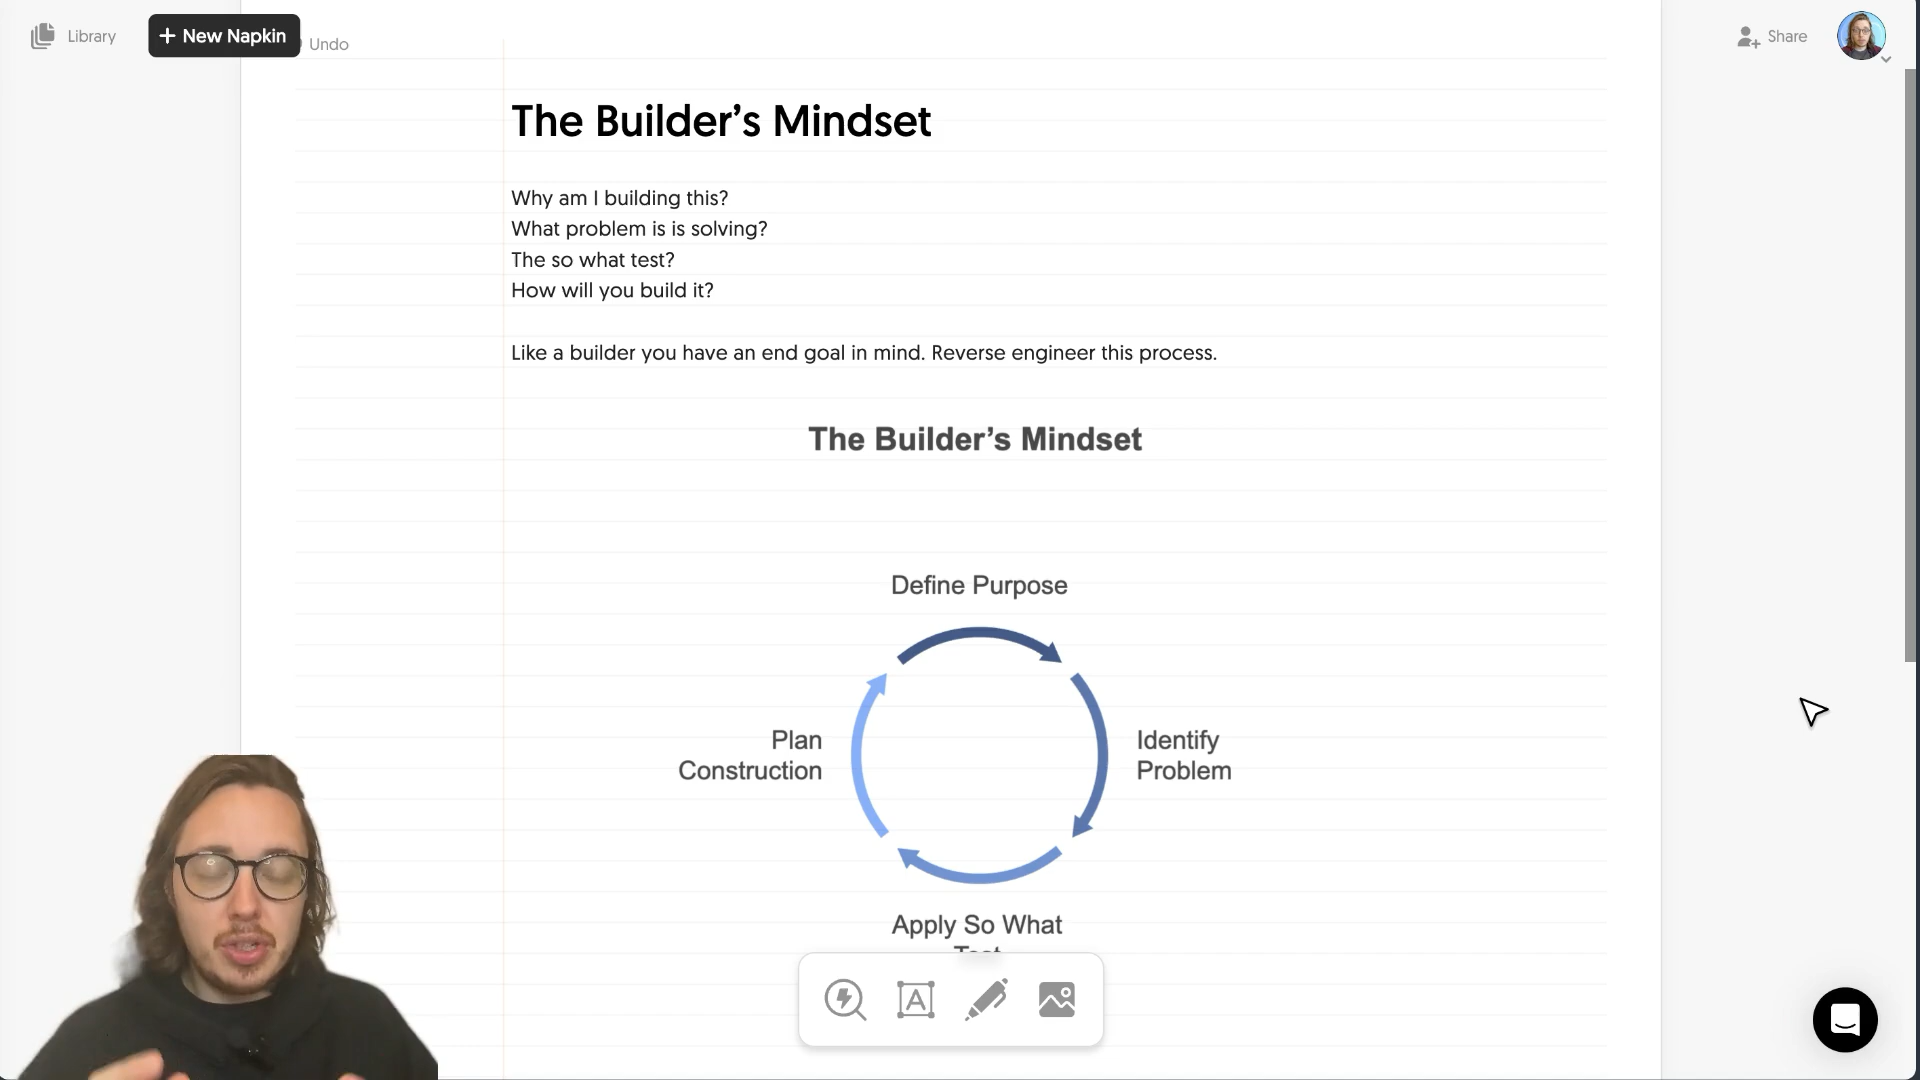 Library
+ New Napkin
Undo
Share
The Builder’s Mindset
Why am I building this?
What problem is is solving?
The so what test?
How will you build it?
Like a builder you have an end goal in mind. Reverse engineer this process.
The Builder’s Mindset
Define Purpose
Plan
Construction
Identify
Problem
Apply So What
Test
A